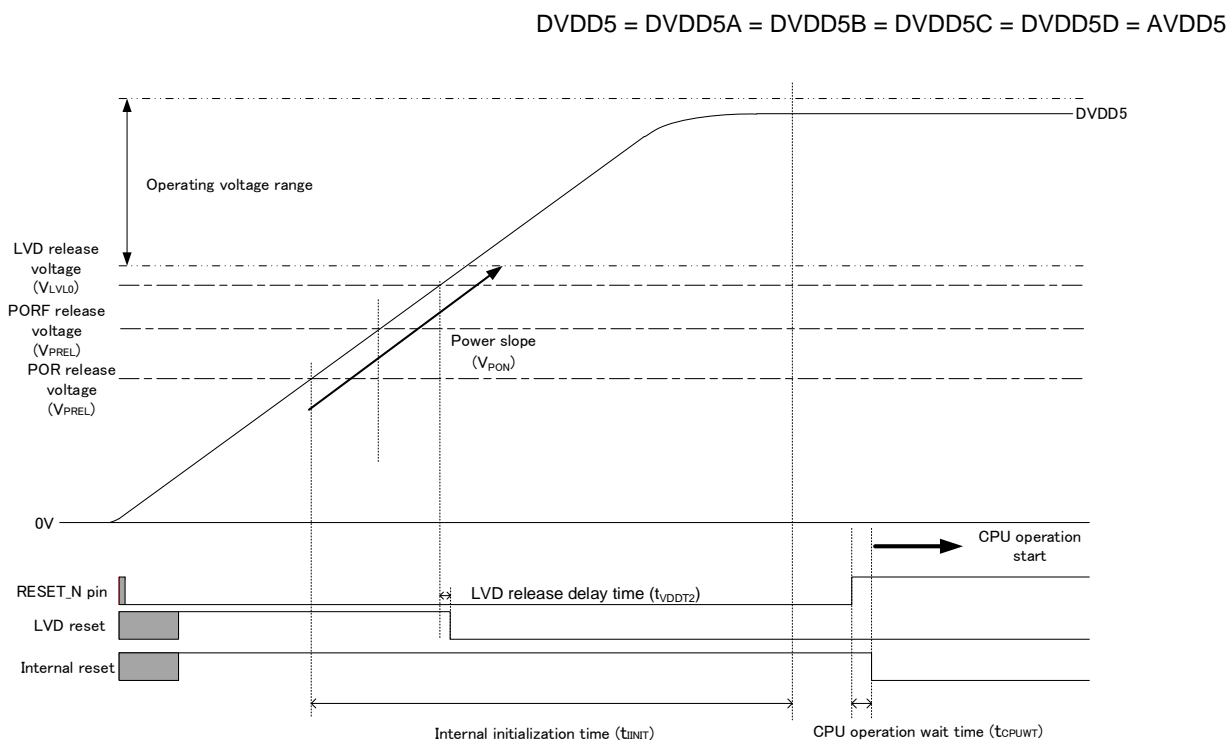 DVDD5 = DVDD5A = DVDD5B = DVDD5C = DVDD5D = AVDD5
DVDD5
Operating voltage range
LVD release
voltage
(VLVL0)
PORF release
voltage
(VPREL)
POR release
voltage
(VPREL)
Power slope
(VPON)
0V
CPU operation
start
RESET_N pin
LVD release delay time (tVDDT2)
LVD reset
Internal reset
Internal initialization time (tIINIT)
CPU operation wait time (tCPUWT)